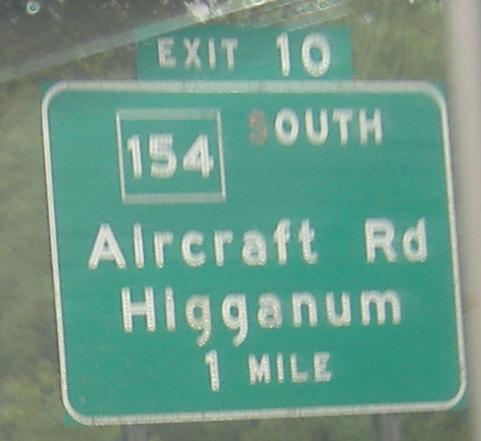 EXIT 10
154 SOUTH
Aircraft Rd
Higganum
1 MILE